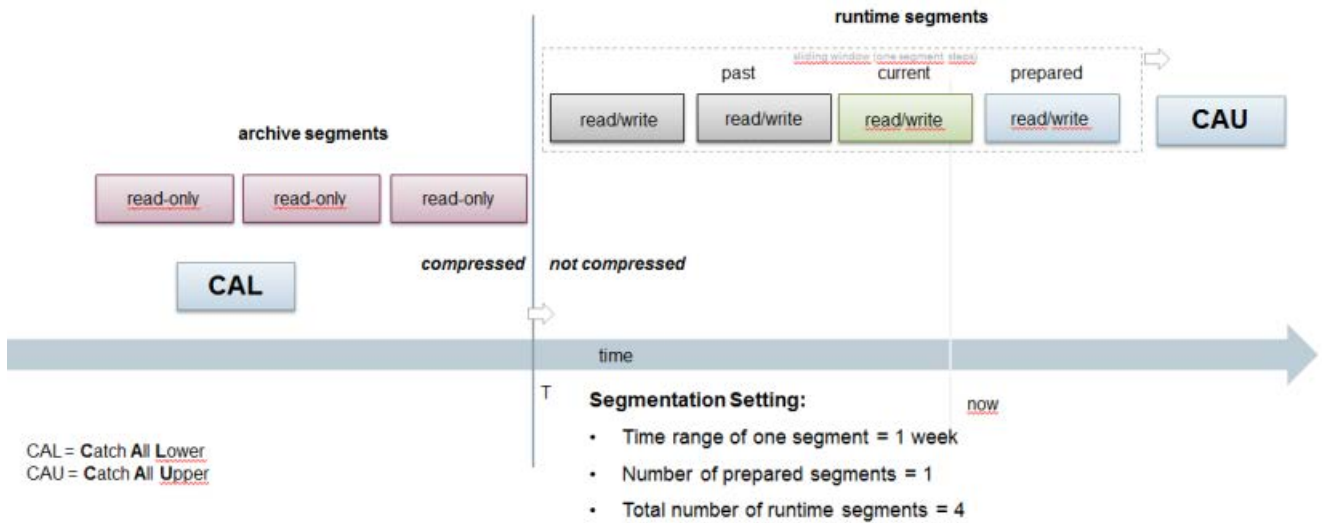 runtime segments
sliding window (one segment steps)
past current prepared
read/write read/write read/write read/write CAU
archive segments
read-only read-only read-only
compressed not compressed
CAL
time
T
Segmentation Setting:
now
• Time range of one segment = 1 week
• Number of prepared segments = 1
• Total number of runtime segments = 4
CAL = Catch All Lower
CAU = Catch All Upper